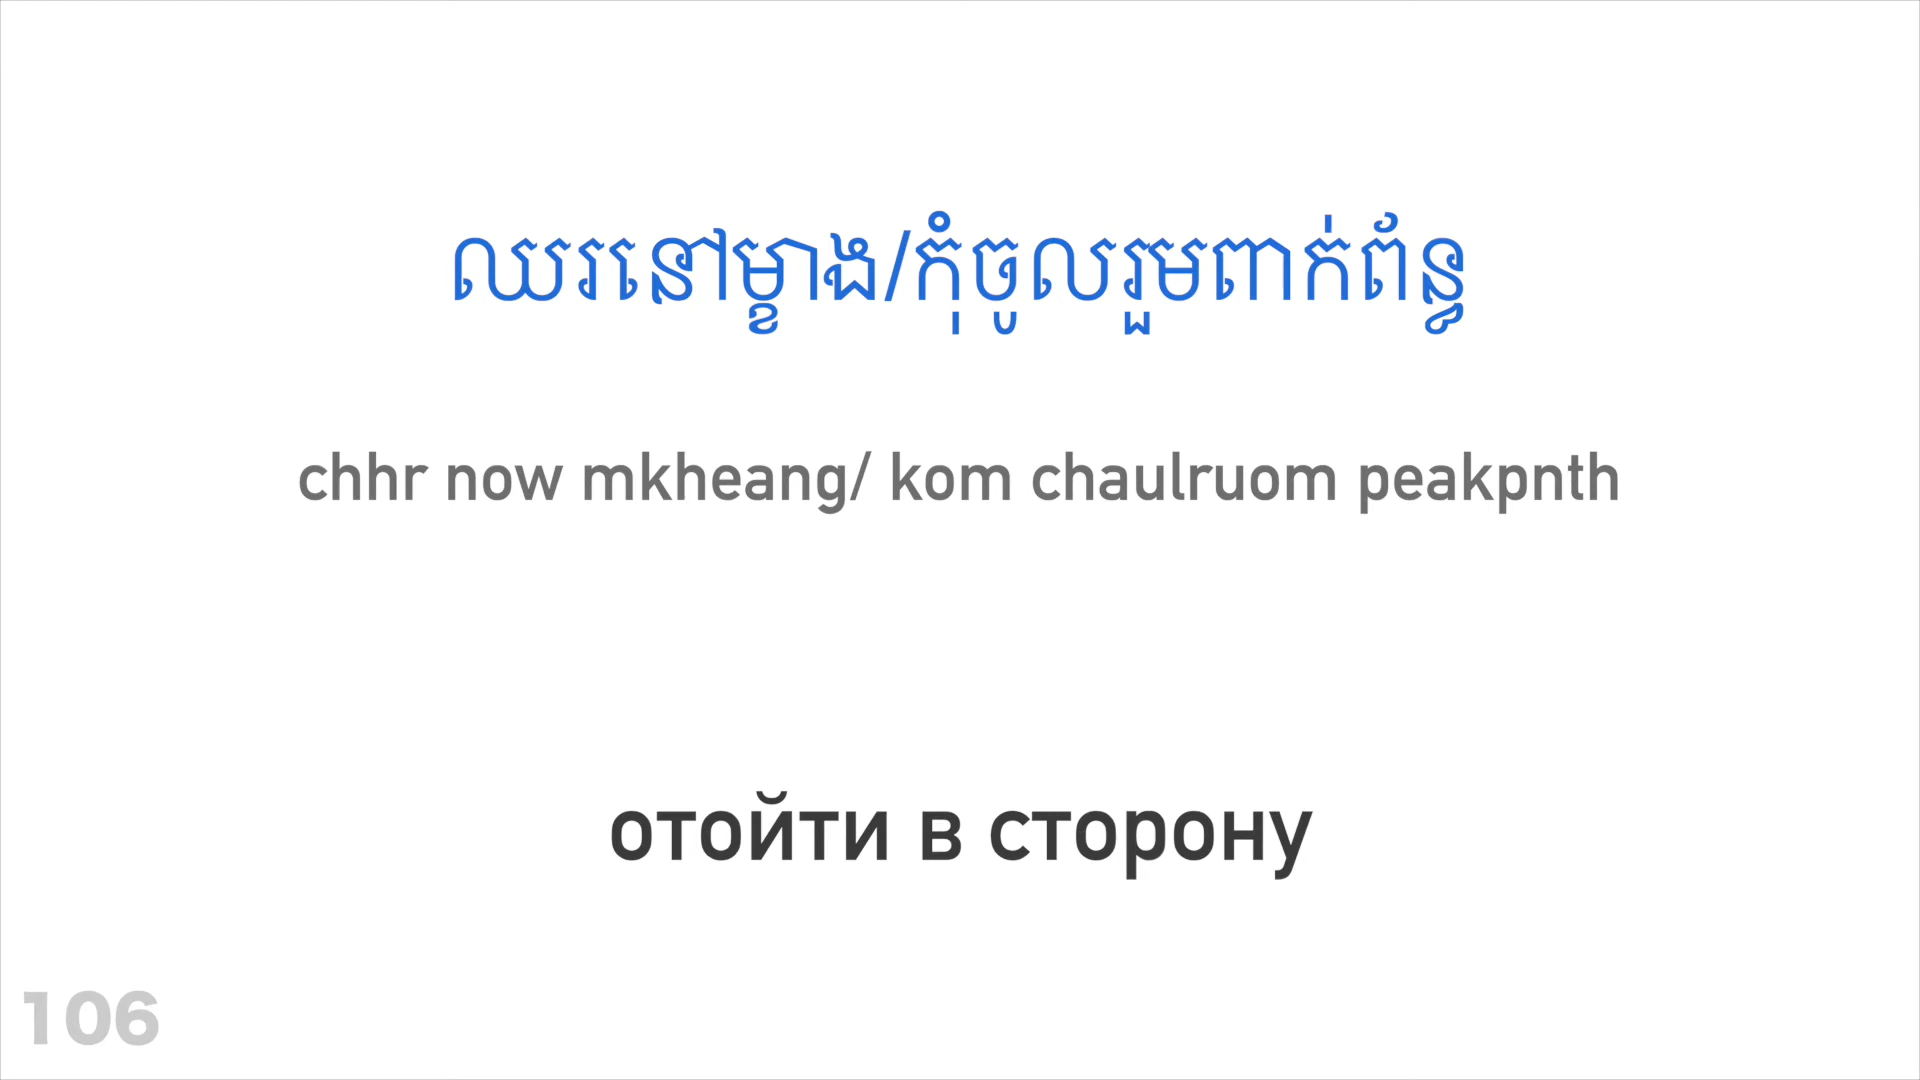 ឈរនៅម្ខាង/កុំចូលរួមពាក់ព័ន្ធ
chhr now mkheang/ kom chaulruom peakpnth
отойти в сторону
106